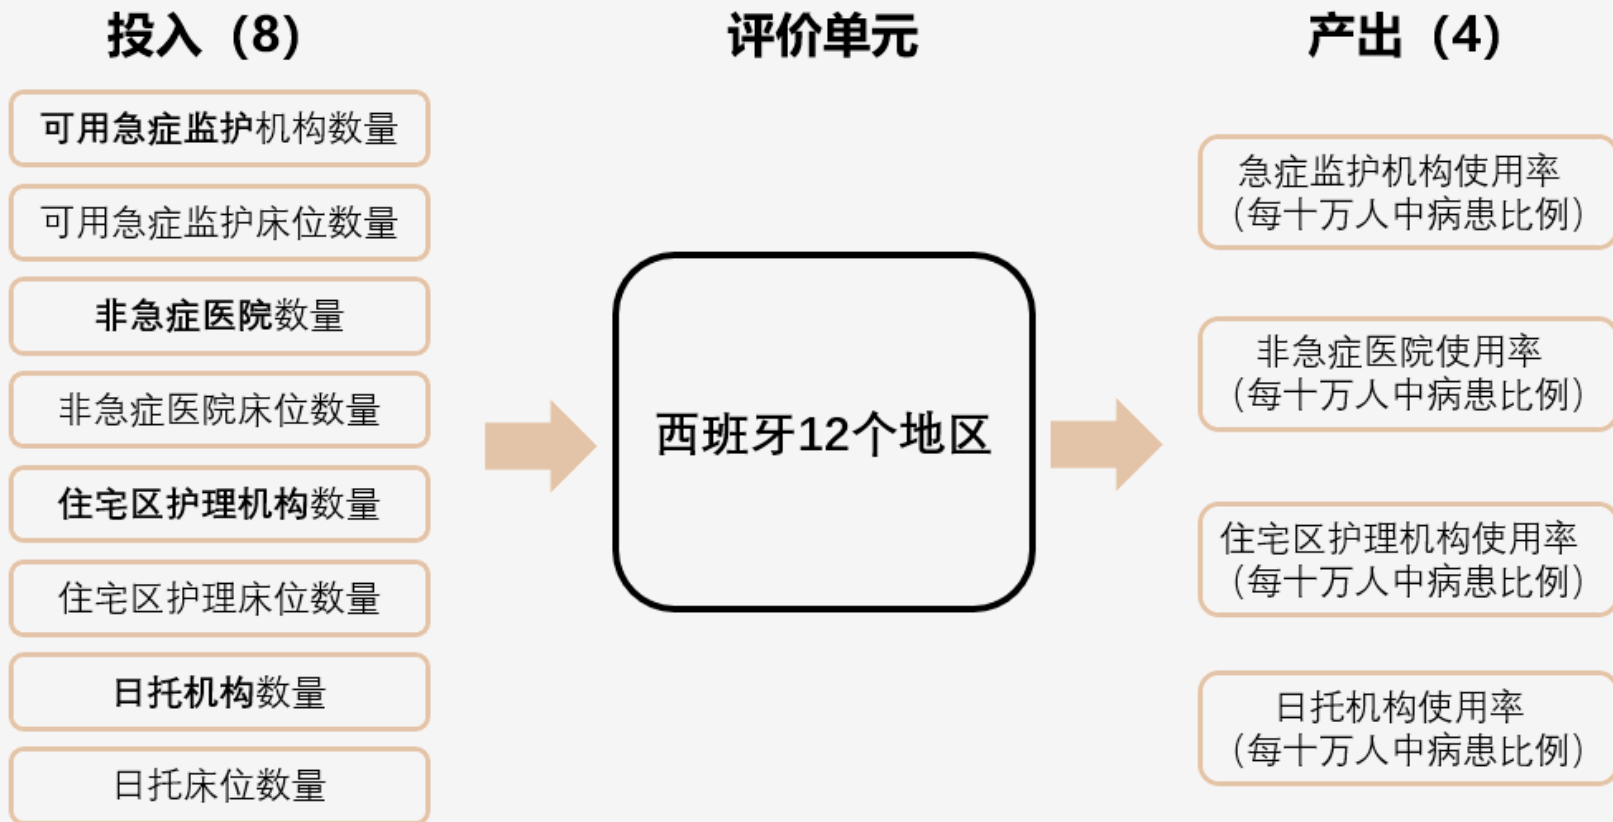 投入（8）
可用急症监护机构数量
可用急症监护床位数量
非急症医院数量
非急症医院床位数量
住宅区护理机构数量
住宅区护理床位数量
日托机构数量
日托床位数量
评价单元
西班牙12个地区
产出（4）
急症监护机构使用率
（每十万人中病患比例）
非急症医院使用率
（每十万人中病患比例）
住宅区护理机构使用率
（每十万人中病患比例）
日托机构使用率
（每十万人中病患比例）